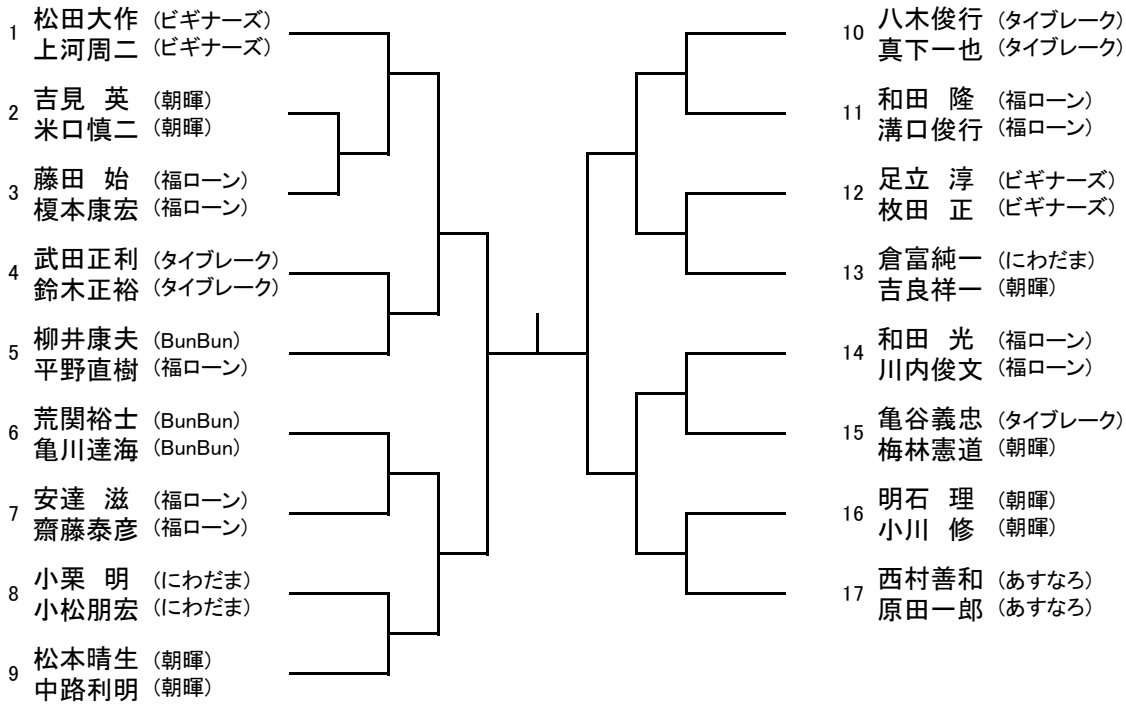 1 松田大作 (ビギナーズ)
上河周二 (ビギナーズ)
2 吉見 英 (朝暉)
米口慎二 (朝暉)
3 藤田 始 (福ローン)
榎本康宏 (福ローン)
4 武田正利 (タイブレーク)
鈴木正裕 (タイブレーク)
5 柳井康夫 (BunBun)
平野直樹 (福ローン)
6 荒関裕士 (BunBun)
亀川達海 (BunBun)
7 安達 滋 (福ローン)
齋藤泰彦 (福ローン)
8 小栗 明 (にわだま)
小松朋宏 (にわだま)
9 松本晴生 (朝暉)
中路利明 (朝暉)
10 八木俊行 (タイブレーク)
真下一也 (タイブレーク)
11 和田 隆 (福ローン)
溝口俊行 (福ローン)
12 足立 淳 (ビギナーズ)
枚田 正 (ビギナーズ)
13 倉富純一 (にわだま)
吉良祥一 (朝暉)
14 和田 光 (福ローン)
川内俊文 (福ローン)
15 亀谷義忠 (タイブレーク)
梅林憲道 (朝暉)
16 明石 理 (朝暉)
小川 修 (朝暉)
17 西村善和 (あすなろ)
原田一郎 (あすなろ)